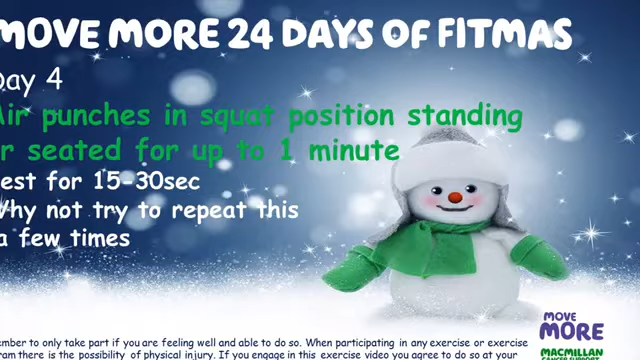 MOVE MORE 24 DAYS OF FITMAS
Day 4
Air punches in squat position standing
or seated for up to 1 minute
Rest for 15-30sec
Why not try to repeat this
a few times
MOVE
MORE
MACMILLAN
CANCER SUPPORT
ember to only take part if you are feeling well and able to do so. When participating in any exercise or exercise
ram there is the possibility of physical injury. If you engage in this exercise video you agree to do so at your